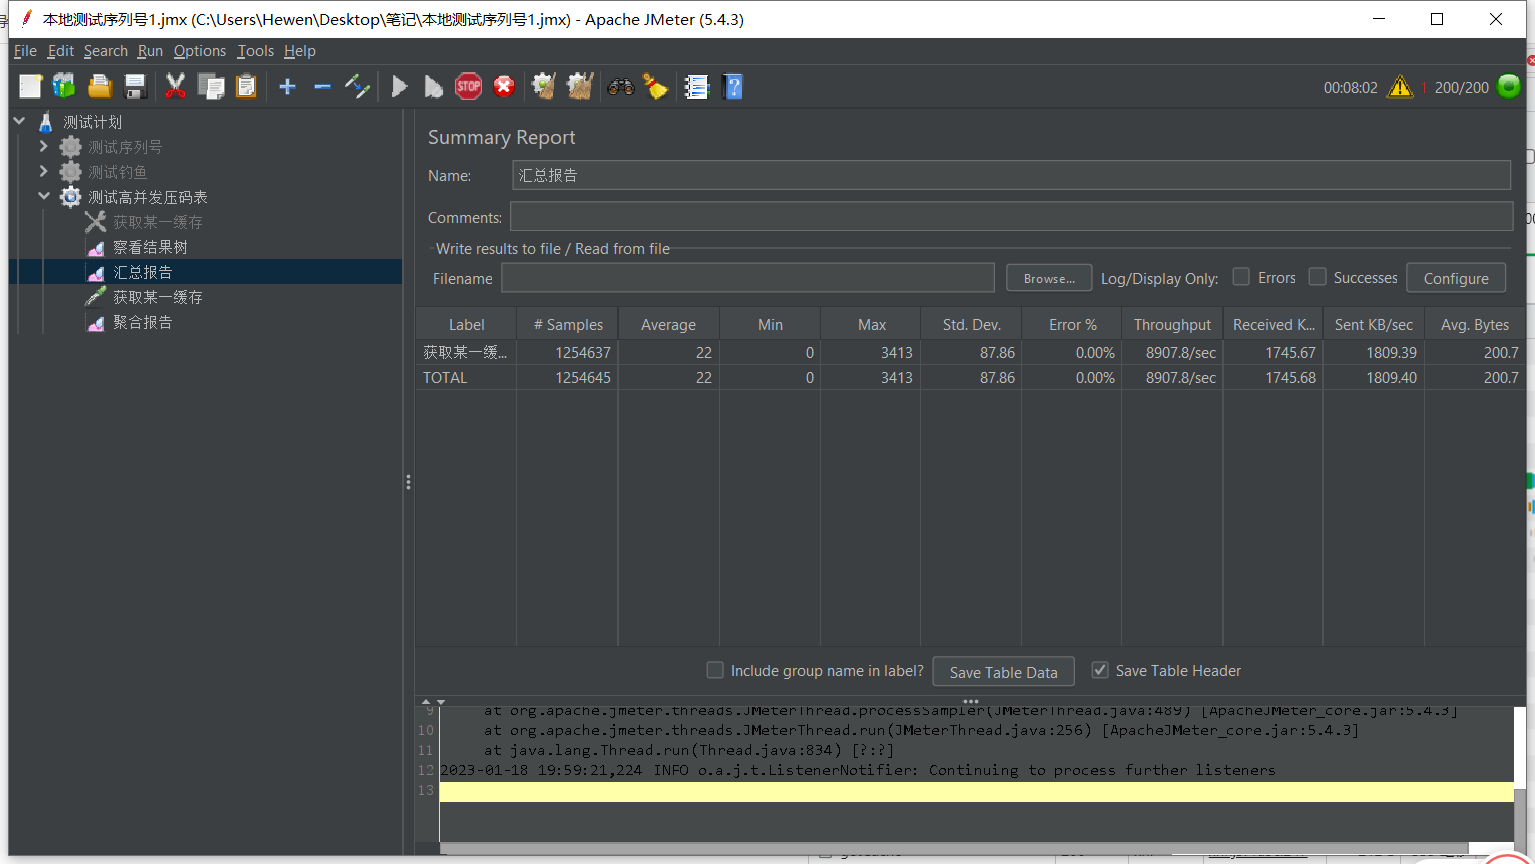 本地测试序列号1.jmx (C:\Users\Hewen\Desktop\笔记\本地测试序列号1.jmx) - Apache JMeter (5.4.3)
File Edit Search Run Options Tools Help
STOP
00:08:02 1 200/200
测试计划
测试序列号
测试钓鱼
测试高并发压码表
获取某一缓存
察看结果树
汇总报告
获取某一缓存
聚合报告
Summary Report
Name: 汇总报告
Comments:
Write results to file / Read from file
Filename Browse... Log/Display Only: Errors Successes Configure
Label # Samples Average Min Max Std. Dev. Error % Throughput Received K... Sent KB/sec Avg. Bytes
获取某一缓... 1254637 22 0 3413 87.86 0.00% 8907.8/sec 1745.67 1809.39 200.7
TOTAL 1254645 22 0 3413 87.86 0.00% 8907.8/sec 1745.68 1809.40 200.7
Include group name in label? Save Table Data Save Table Header
9 at org.apache.jmeter.threads.JMeterThread.processSampler(JMeterThread.java:489) [ApacheJMeter_core.jar:5.4.3]
10 at org.apache.jmeter.threads.JMeterThread.run(JMeterThread.java:256) [ApacheJMeter_core.jar:5.4.3]
11 at java.lang.Thread.run(Thread.java:834) [?:?]
12 2023-01-18 19:59:21,224 INFO o.a.j.t.ListenerNotifier: Continuing to process further listeners
13